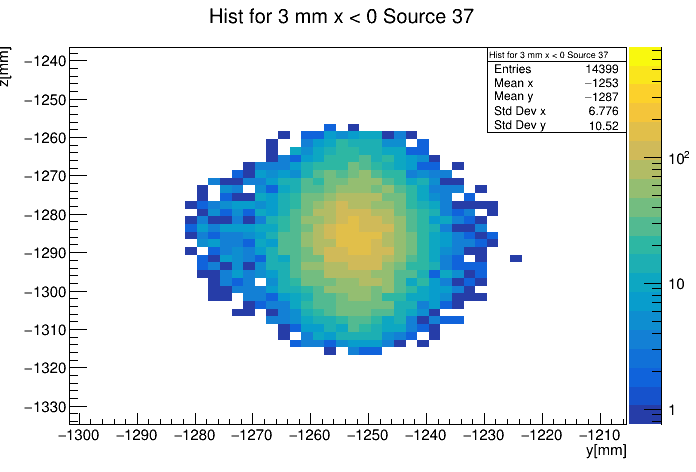 Hist for 3 mm x < 0 Source 37
z[mm]
−1240
−1250
−1260
−1270
−1280
−1290
−1300
−1310
−1320
−1330
Hist for 3 mm x < 0 Source 37
Entries 14399
Mean x −1253
Mean y −1287
Std Dev x 6.776
Std Dev y 10.52
10²
10
1
−1300 −1290 −1280 −1270 −1260 −1250 −1240 −1230 −1220 −1210
y[mm]